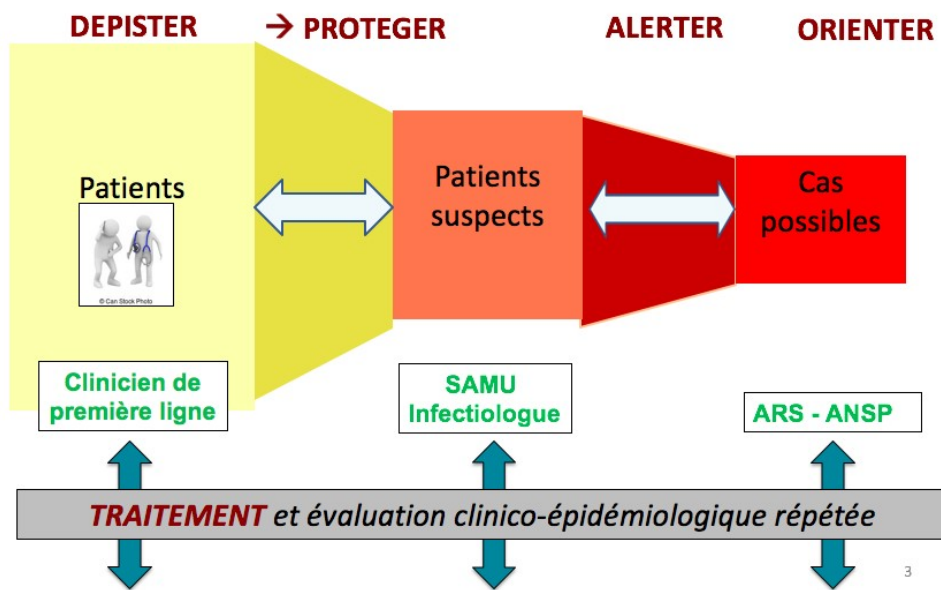 DEPISTER → PROTEGER ALERTER ORIENTER
Patients
© Can Stock Photo
Patients
suspects
Cas
possibles
Clinicien de
première ligne
SAMU
Infectiologue
ARS - ANSP
TRAITEMENT et évaluation clinico-épidémiologique répétée
3